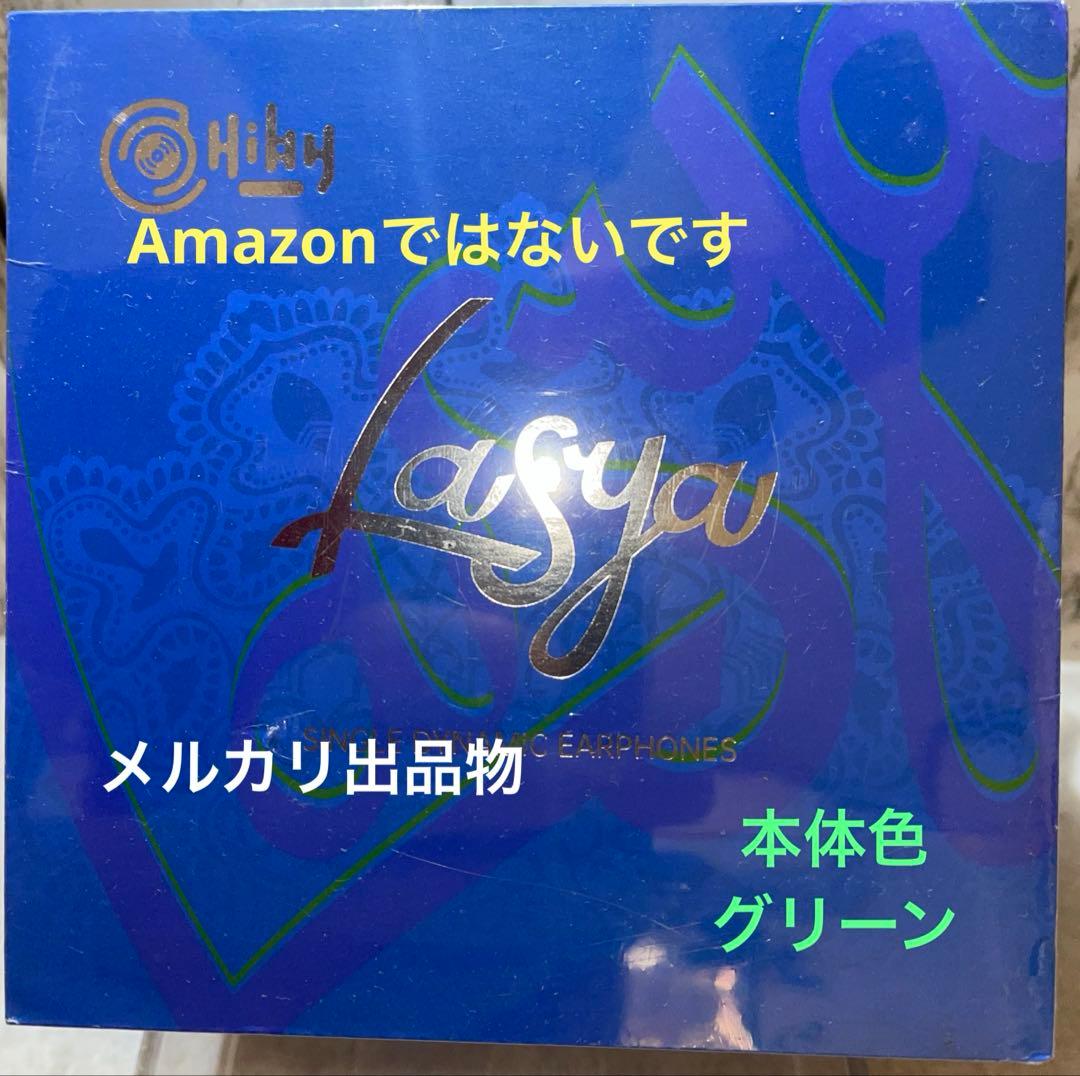 Hiby
Amazonではないです
Lasya
SINGLE DYNAMIC EARPHONES
メルカリ出品物
本体色
グリーン